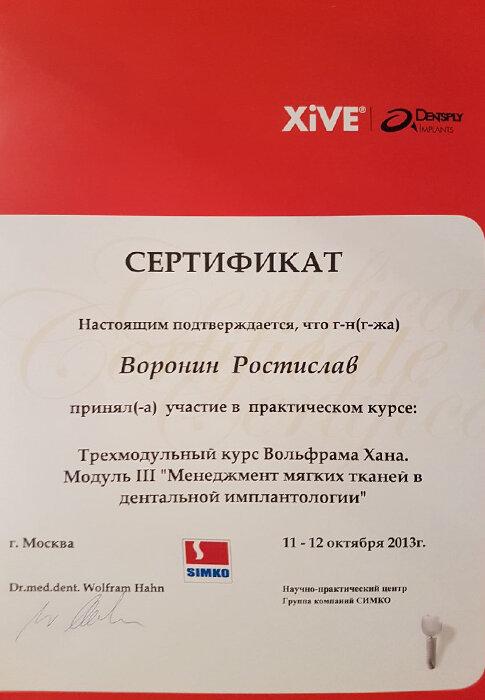 XiVE® | DENTSPLY
IMPLANTS
СЕРТИФИКАТ
Настоящим подтверждается, что г-н(г-жа)
Воронин Ростислав
принял(-а) участие в практическом курсе:
Трехмодульный курс Вольфрама Хана.
Модуль III "Менеджмент мягких тканей в
дентальной имплантологии"
г. Москва
SIMKO
11 - 12 октября 2013г.
Dr.med.dent. Wolfram Hahn
Научно-практический центр
Группа компаний СИМКО